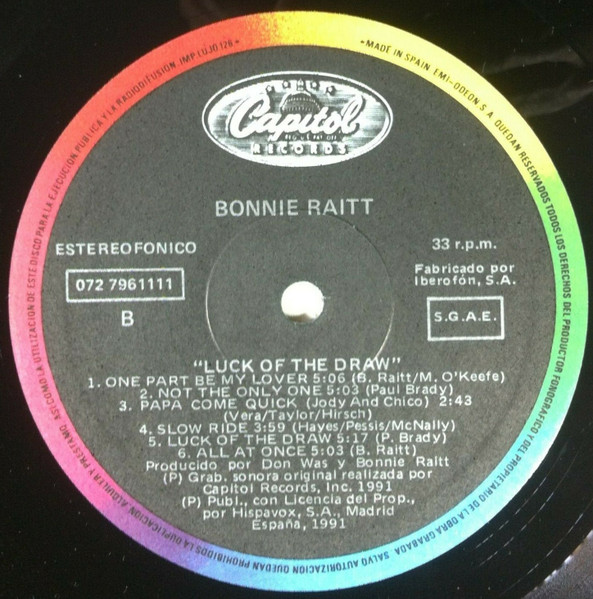 Capitol
RECORDS
BONNIE RAITT
ESTEREOFONICO
33 r.p.m.
072 7961111
Fabricado por
Iberofón, S.A.
B
S.G.A.E.
"LUCK OF THE DRAW"
1. ONE PART BE MY LOVER 5:06 (B. Raitt/M. O'Keefe)
2. NOT THE ONLY ONE 5:03 (Paul Brady)
3. PAPA COME QUICK (Jody And Chico) 2:43
(Vera/Taylor/Hirsch)
4. SLOW RIDE 3:59 (Hayes/Pessis/McNally)
5. LUCK OF THE DRAW 5:17 (P. Brady)
6. ALL AT ONCE 5:03 (B. Raitt)
Producido por Don Was y Bonnie Raitt
(P) Grab. sonora original realizada por
Capitol Records, Inc. 1991
(P) Publ, con Licencia del Prop.,
por Hispavox, S.A., Madrid
España, 1991
MADE IN SPAIN. EMI-ODEON S.A. QUEDAN RESERVADOS TODOS LOS DERECHOS DEL PRODUCTOR FONOGRAFICO Y DEL PROPIETARIO DE LA OBRA GRABADA. SALVO AUTORIZACION QUEDAN PROHIBIDOS LA DUPLICACION, ALQUILER Y PRESTAMO, ASI COMO LA UTILIZACION DE ESTE DISCO PARA LA EJECUCION PUBLICA Y LA RADIODIFUSION. IMP. LUJO 126